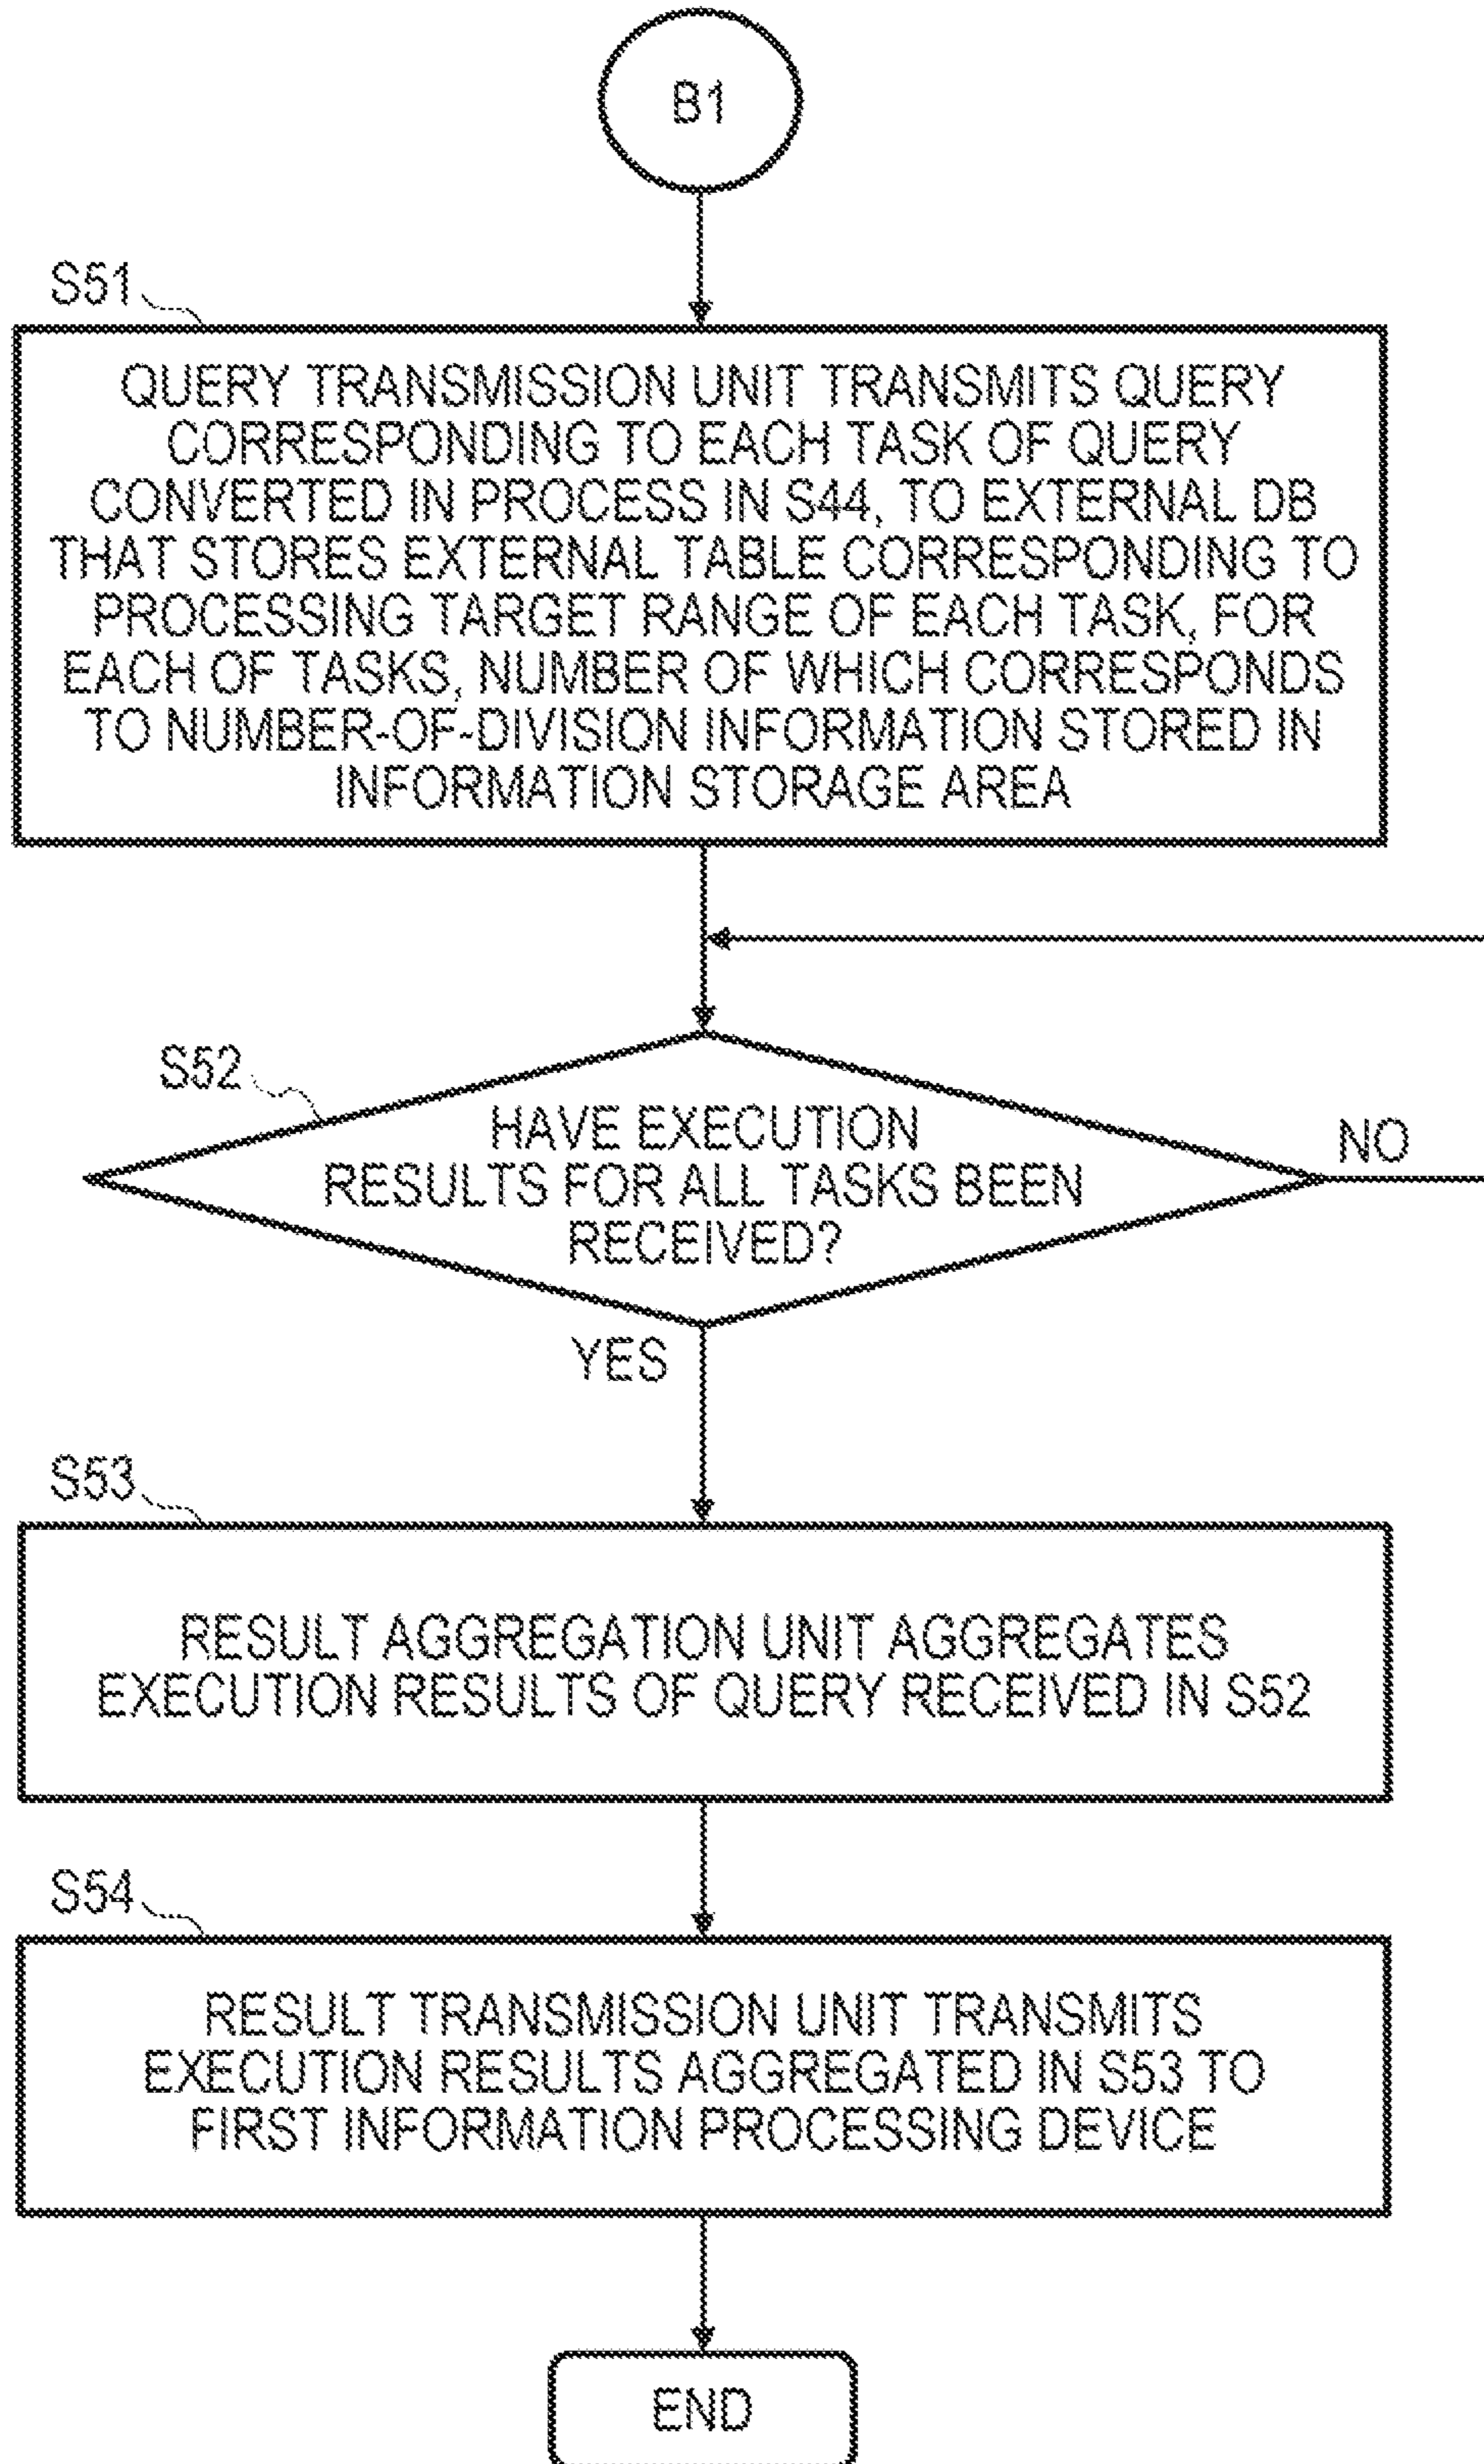 B1
S51
QUERY TRANSMISSION UNIT TRANSMITS QUERY
CORRESPONDING TO EACH TASK OF QUERY
CONVERTED IN PROCESS IN S44, TO EXTERNAL DB
THAT STORES EXTERNAL TABLE CORRESPONDING TO
PROCESSING TARGET RANGE OF EACH TASK, FOR
EACH OF TASKS, NUMBER OF WHICH CORRESPONDS
TO NUMBER-OF-DIVISION INFORMATION STORED IN
INFORMATION STORAGE AREA
S52
HAVE EXECUTION
RESULTS FOR ALL TASKS BEEN
RECEIVED?
NO
YES
S53
RESULT AGGREGATION UNIT AGGREGATES
EXECUTION RESULTS OF QUERY RECEIVED IN S52
S54
RESULT TRANSMISSION UNIT TRANSMITS
EXECUTION RESULTS AGGREGATED IN S53 TO
FIRST INFORMATION PROCESSING DEVICE
END